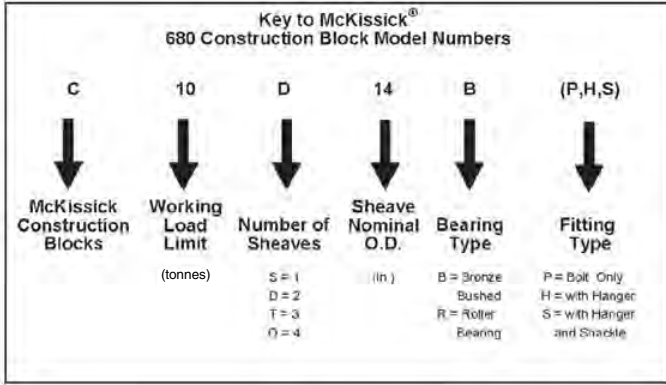 Key to McKissick®
680 Construction Block Model Numbers
C 10 D 14 B (P,H,S)
McKissick Construction Blocks
Working Load Limit
(tonnes)
Number of Sheaves
S = 1
D = 2
T = 3
Q = 4
Sheave Nominal O.D.
(in )
Bearing Type
B = Bronze
Bushed
R = Roller
Bearing
Fitting Type
P = Bolt Only
H = with Hanger
S = with Hanger
and Shackle